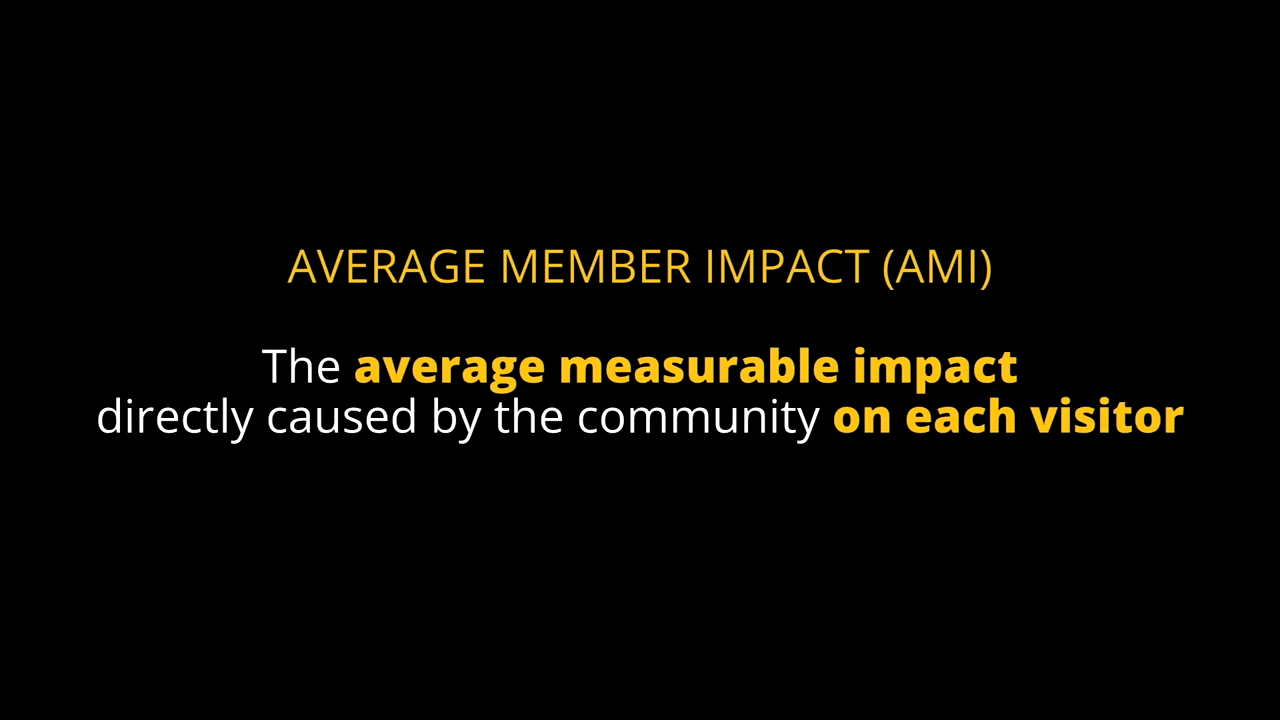 AVERAGE MEMBER IMPACT (AMI)
The average measurable impact
directly caused by the community on each visitor